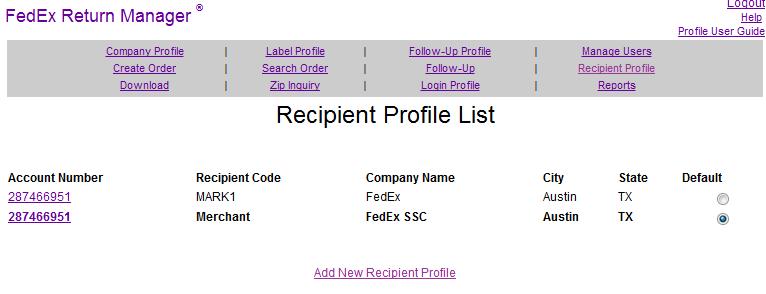 FedEx Return Manager ®
Logout
Help
Profile User Guide
Company Profile | Label Profile | Follow-Up Profile | Manage Users
Create Order | Search Order | Follow-Up | Recipient Profile
Download | Zip Inquiry | Login Profile | Reports
Recipient Profile List
Account Number Recipient Code Company Name City State Default
287466951 MARK1 FedEx Austin TX
287466951 Merchant FedEx SSC Austin TX
Add New Recipient Profile